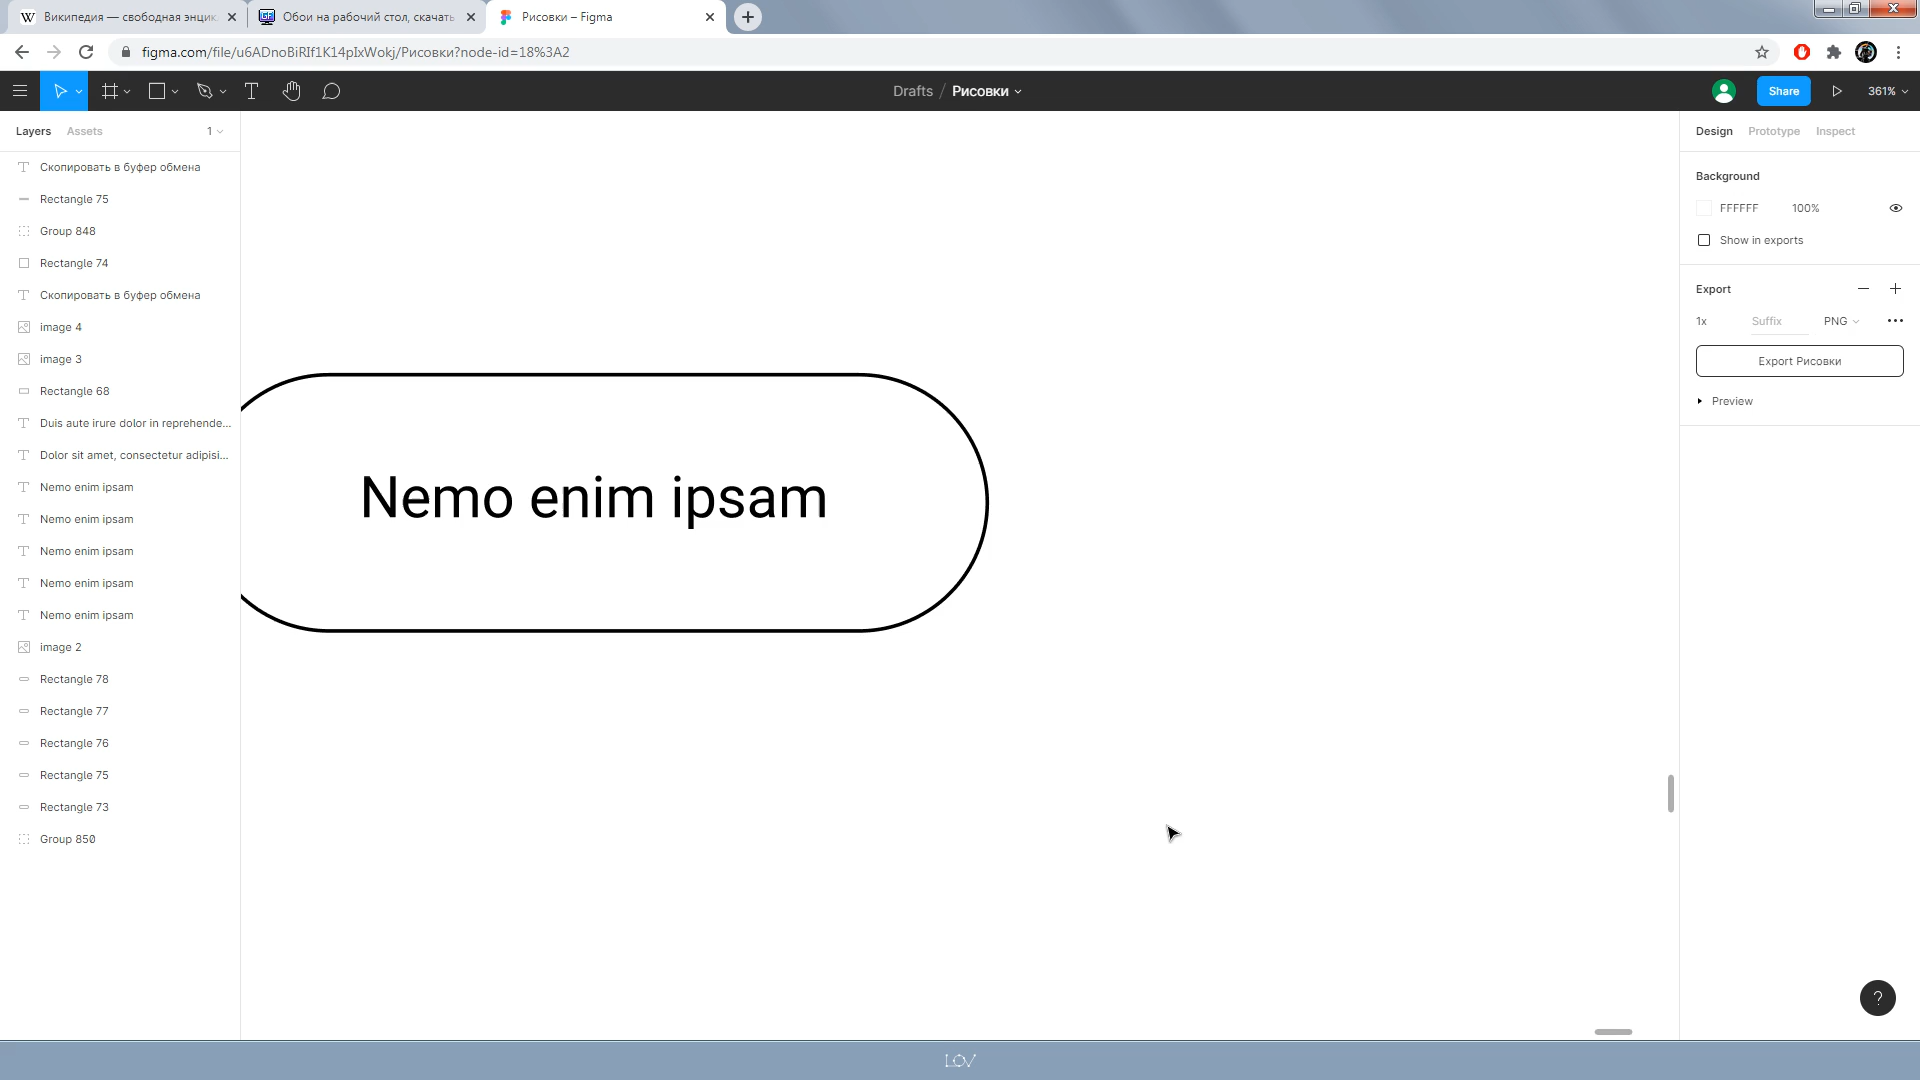 Википедия — свободная энцик
Обои на рабочий стол, скачать
Рисовки – Figma
figma.com/file/u6ADnoBiRIf1K14pIxWokj/Рисовки?node-id=18%3A2
Drafts / Рисовки
Share
361%
Layers
Assets
1
Скопировать в буфер обмена
Rectangle 75
Group 848
Rectangle 74
Скопировать в буфер обмена
image 4
image 3
Rectangle 68
Duis aute irure dolor in reprehende...
Dolor sit amet, consectetur adipisi...
Nemo enim ipsam
Nemo enim ipsam
Nemo enim ipsam
Nemo enim ipsam
Nemo enim ipsam
image 2
Rectangle 78
Rectangle 77
Rectangle 76
Rectangle 75
Rectangle 73
Group 850
Nemo enim ipsam
Design
Prototype
Inspect
Background
FFFFFF
100%
Show in exports
Export
1x
Suffix
PNG
Export Рисовки
Preview
?
LOV